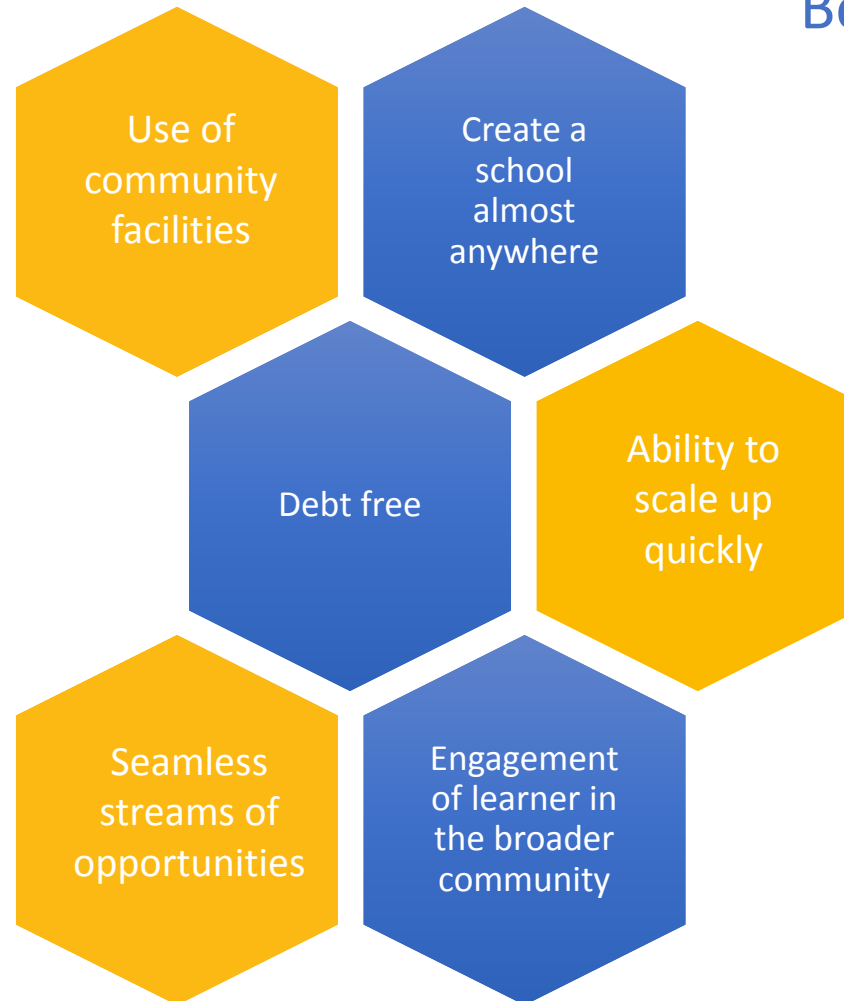 Use of
community
facilities
Create a
school
almost
anywhere
Debt free
Ability to
scale up
quickly
Seamless
streams of
opportunities
Engagement
of learner in
the broader
community